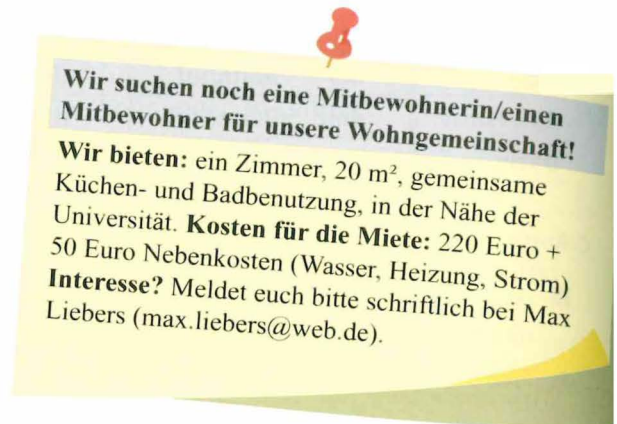 Wir suchen noch eine Mitbewohnerin/einen
Mitbewohner für unsere Wohngemeinschaft!
Wir bieten: ein Zimmer, 20 m², gemeinsame
Küchen- und Badbenutzung, in der Nähe der
Universität. Kosten für die Miete: 220 Euro +
50 Euro Nebenkosten (Wasser, Heizung, Strom)
Interesse? Meldet euch bitte schriftlich bei Max
Liebers (max.liebers@web.de).